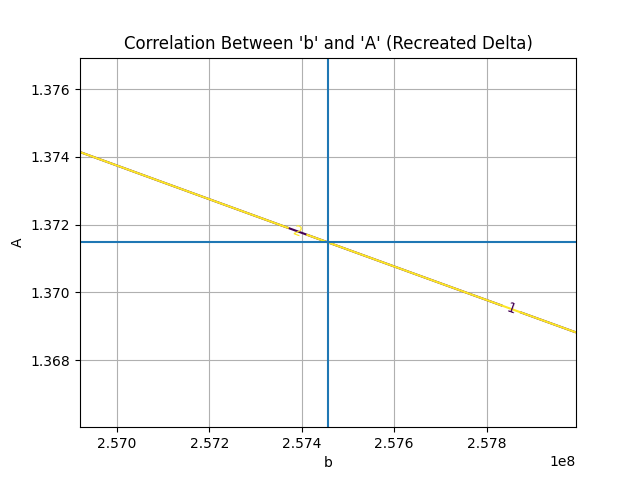 Correlation Between 'b' and 'A' (Recreated Delta)
1.376
1.374
1.372
1.370
1.368
A
1
1
2.570 2.572 2.574 2.576 2.578
b
1e8